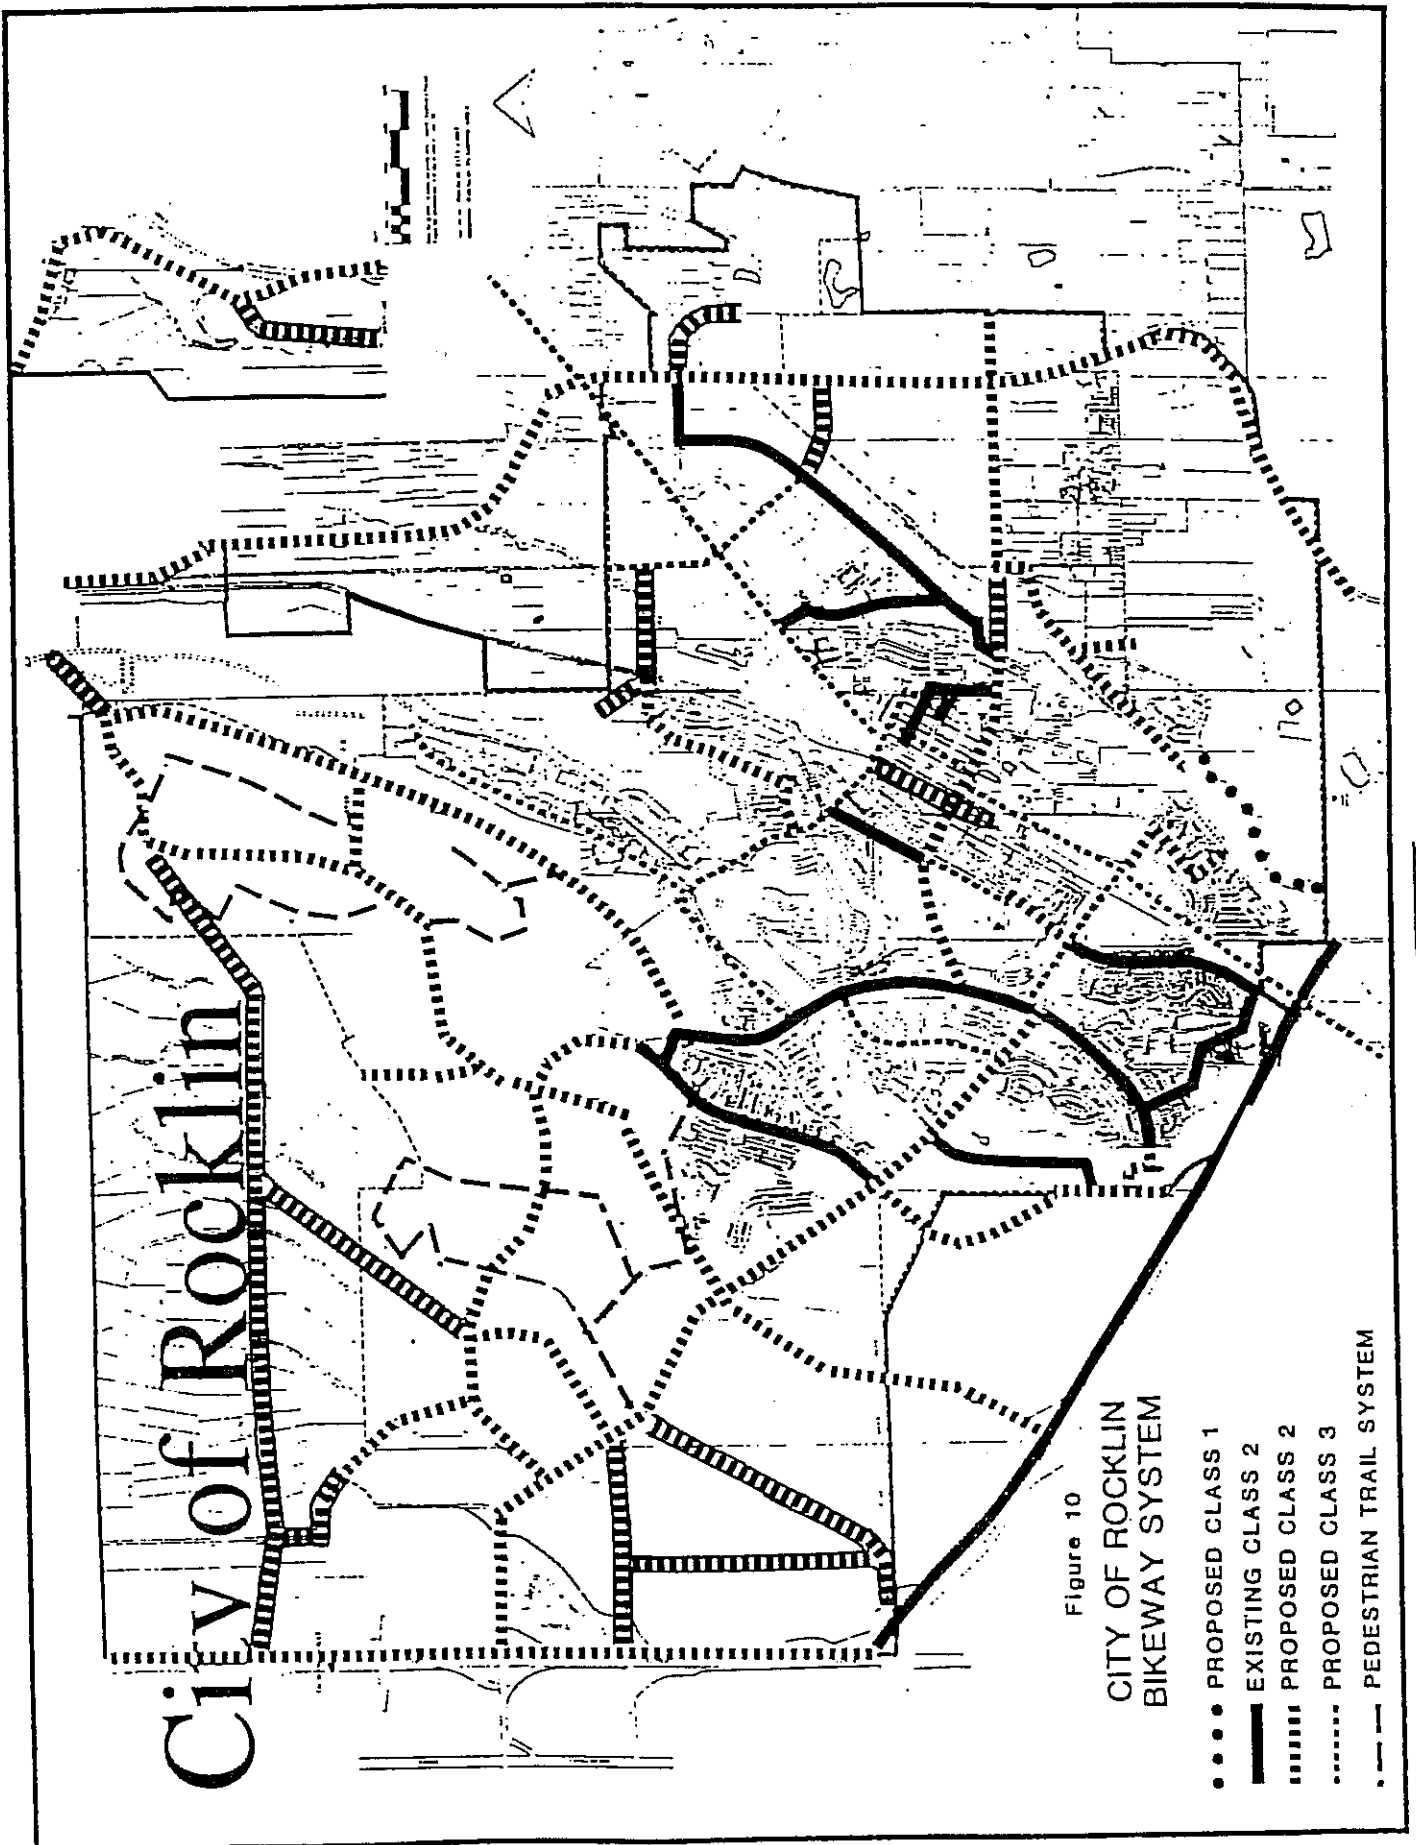 City of Rocklin
Figure 10
CITY OF ROCKLIN
BIKEWAY SYSTEM
PROPOSED CLASS 1
EXISTING CLASS 2
PROPOSED CLASS 2
PROPOSED CLASS 3
PEDESTRIAN TRAIL SYSTEM